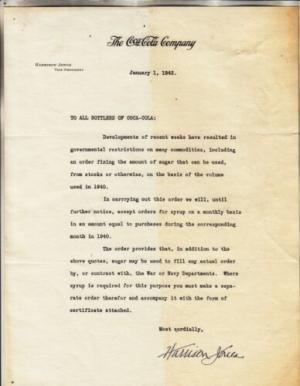 The Coca-Cola Company
HARRISON JONES
VICE PRESIDENT
January 1, 1942.
TO ALL BOTTLERS OF COCA-COLA:
Developments of recent weeks have resulted in
governmental restrictions on many commodities, including
an order fixing the amount of sugar that can be used,
from stocks or otherwise, on the basis of the volume
used in 1940.
In carrying out this order we will, until
further notice, accept orders for syrup on a monthly basis
in an amount equal to purchases during the corresponding
month in 1940.
The order provides that, in addition to the
above quotas, sugar may be used to fill any actual order
by, or contract with, the War or Navy Departments. Where
syrup is required for this purpose you must make a sepa-
rate order therefor and accompany it with the form of
certificate attached.
Most cordially,
Harrison Jones